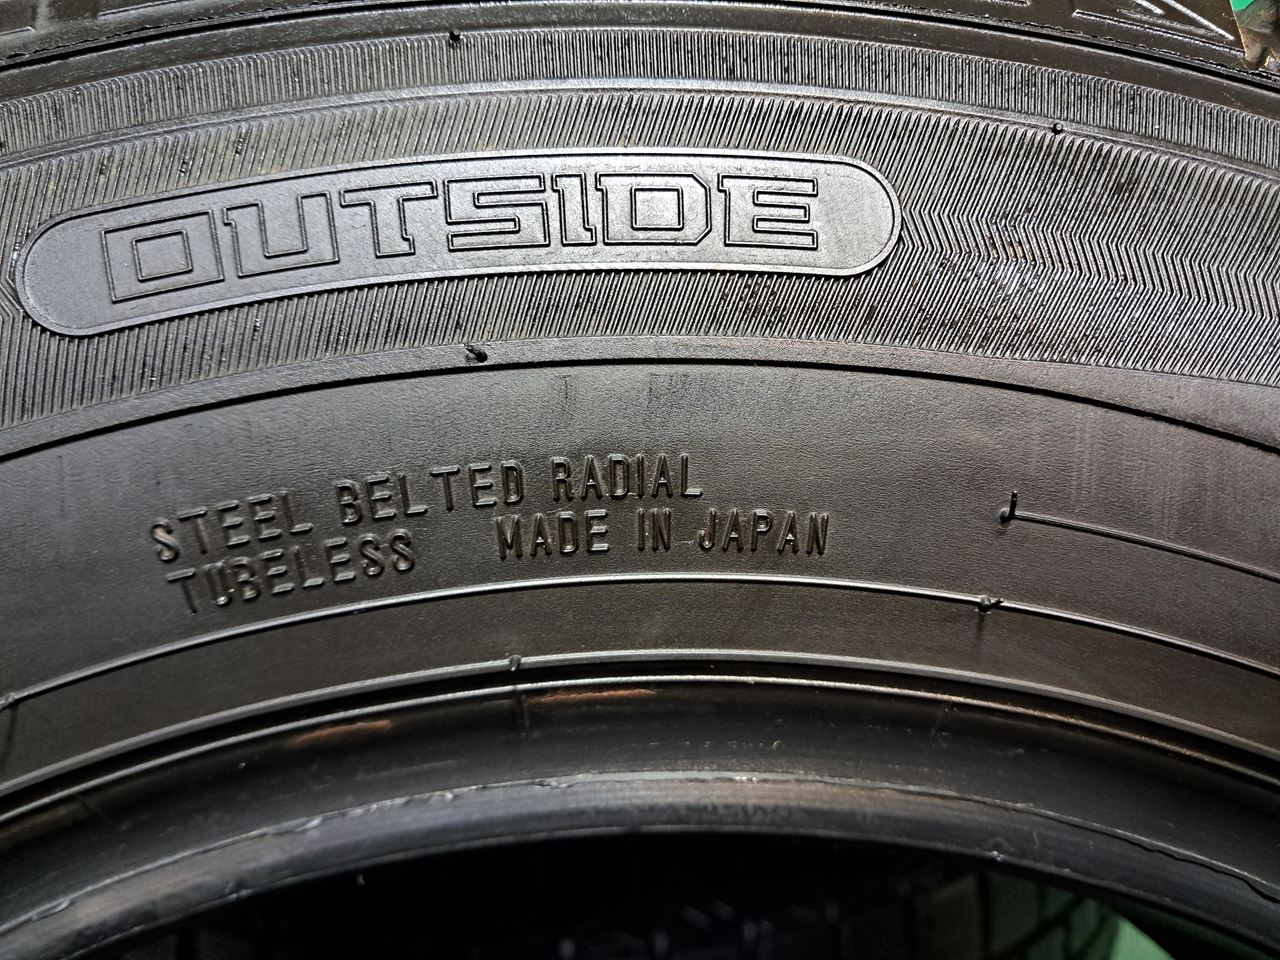 OUTSIDE
STEEL BELTED RADIAL
TUBELESS MADE IN JAPAN